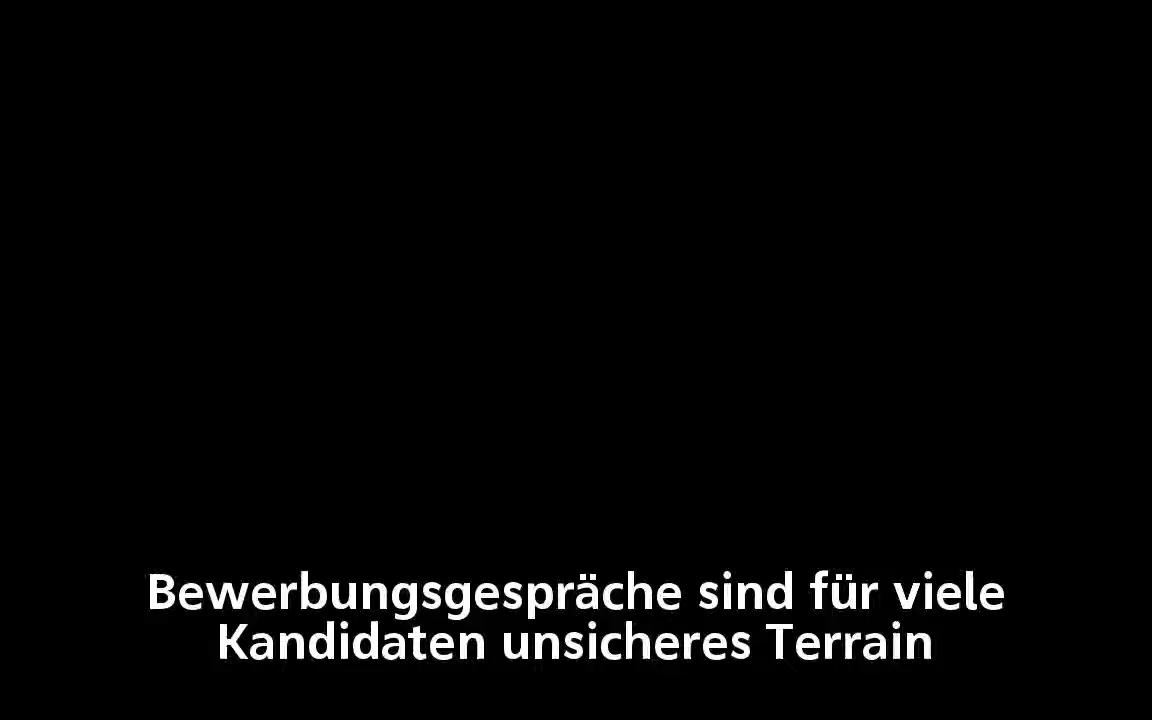 Bewerbungsgespräche sind für viele
Kandidaten unsicheres Terrain